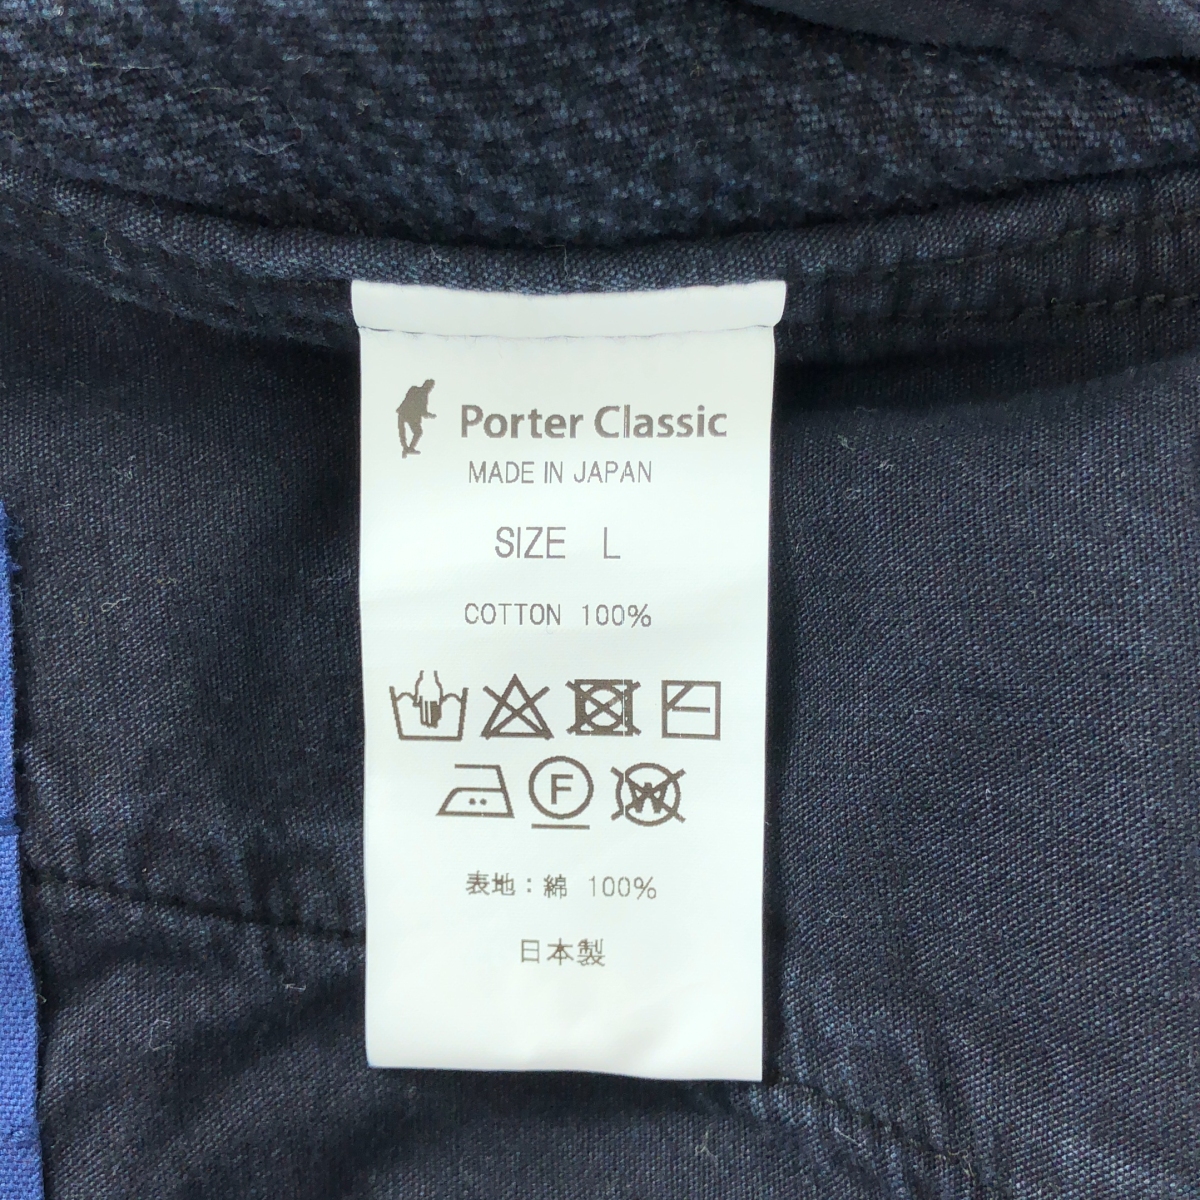 Porter Classic
MADE IN JAPAN
SIZE L
COTTON 100%
F W
表地：綿 100%
日本製